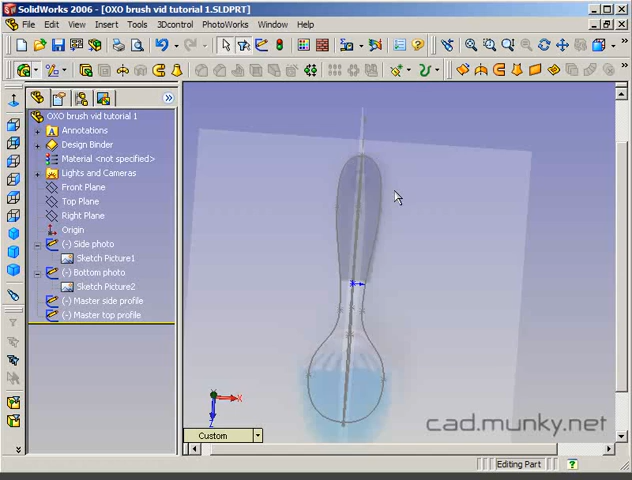 SolidWorks 2006 - [OXO brush vid tutorial 1.SLDPRT]
File Edit View Insert Tools 3Dcontrol PhotoWorks Window Help
OXO brush vid tutorial 1
Annotations
Design Binder
Material <not specified>
Lights and Cameras
Front Plane
Top Plane
Right Plane
Origin
(-) Side photo
Sketch Picture1
(-) Bottom photo
Sketch Picture2
(-) Master side profile
(-) Master top profile
X
Z
cad.munky.net
Custom
Editing Part